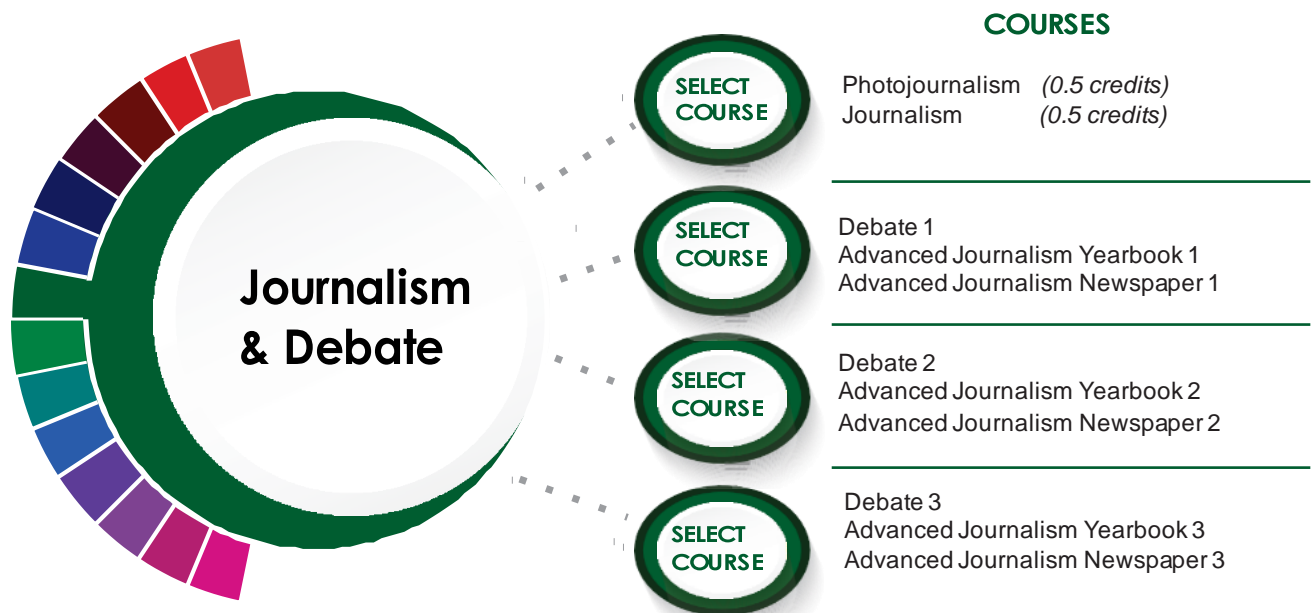 COURSES
Journalism
& Debate
SELECT
COURSE
Photojournalism (0.5 credits)
Journalism (0.5 credits)
SELECT
COURSE
Debate 1
Advanced Journalism Yearbook 1
Advanced Journalism Newspaper 1
SELECT
COURSE
Debate 2
Advanced Journalism Yearbook 2
Advanced Journalism Newspaper 2
SELECT
COURSE
Debate 3
Advanced Journalism Yearbook 3
Advanced Journalism Newspaper 3